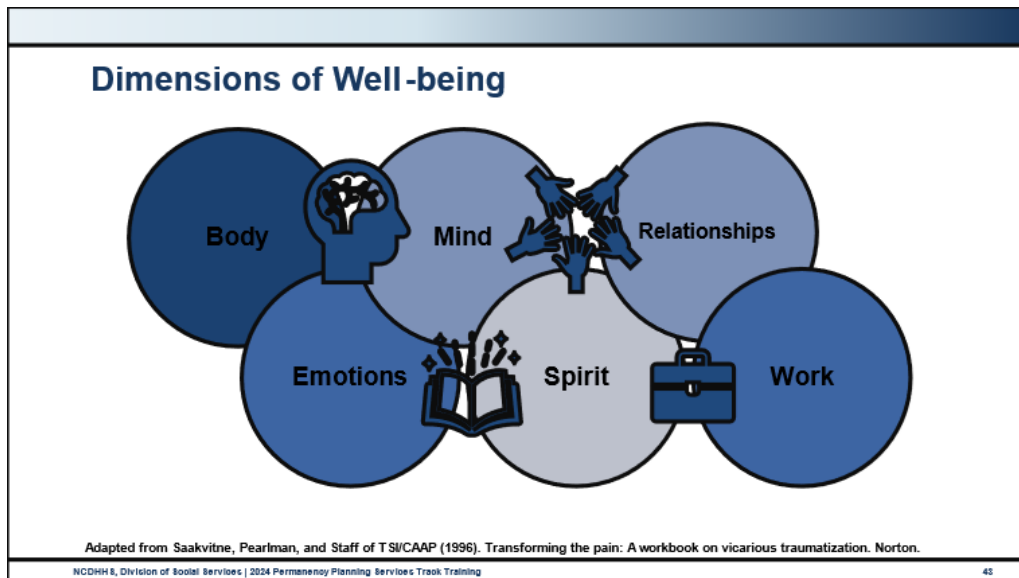 Dimensions of Well-being
Body
Mind
Relationships
Emotions
Spirit
Work
Adapted from Saakvitne, Pearlman, and Staff of TSI/CAAP (1996). Transforming the pain: A workbook on vicarious traumatization. Norton.
NCDHHS, Division of Social Services | 2024 Permanency Planning Services Track Training 43